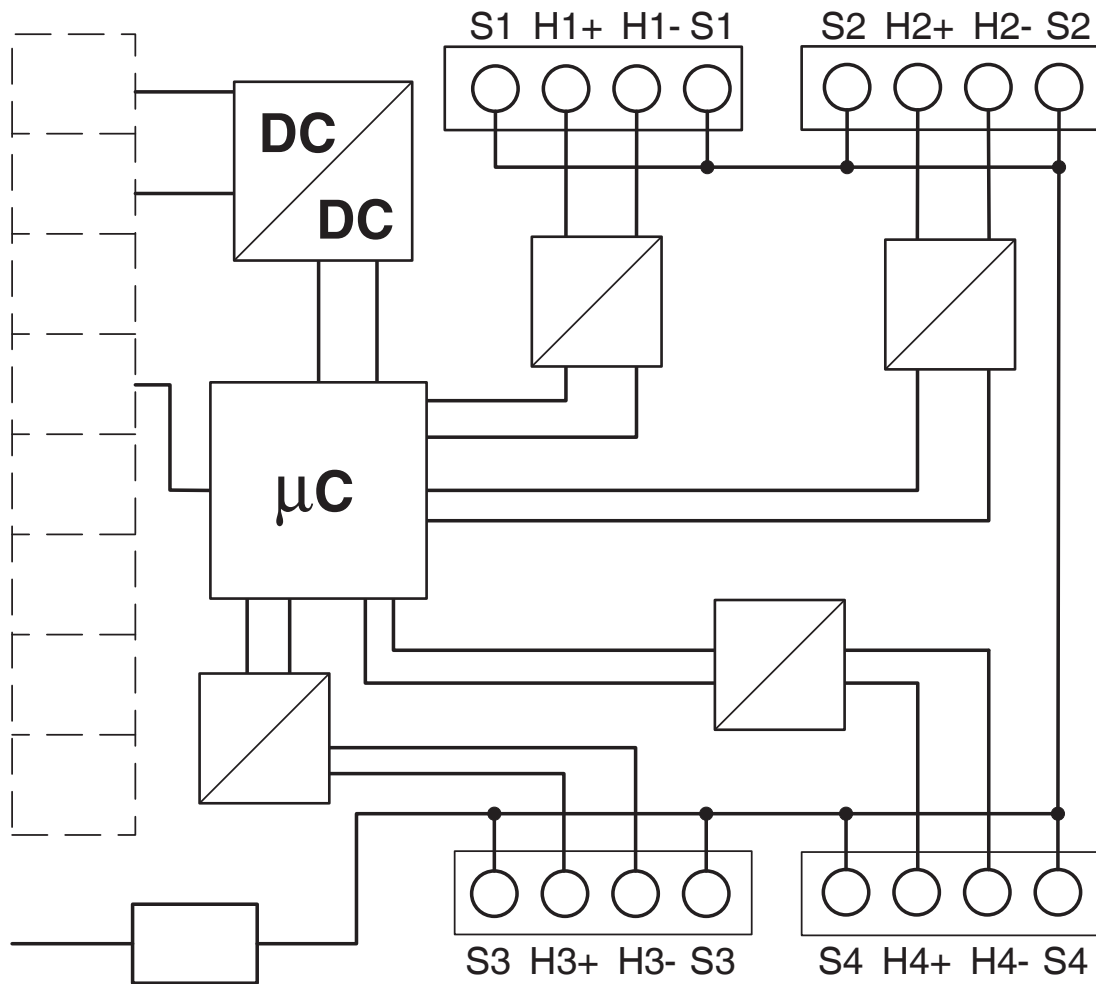 S1 H1+ H1- S1
S2 H2+ H2- S2
DC
DC
μC
S3 H3+ H3- S3
S4 H4+ H4- S4